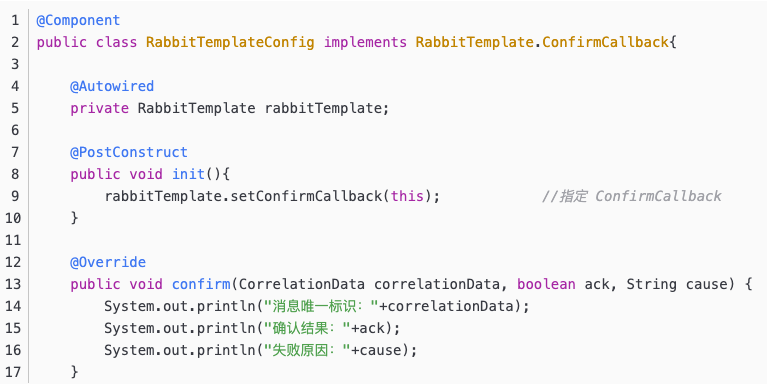 1 @Component
2 public class RabbitTemplateConfig implements RabbitTemplate.ConfirmCallback{
3
4     @Autowired
5     private RabbitTemplate rabbitTemplate;
6
7     @PostConstruct
8     public void init(){
9         rabbitTemplate.setConfirmCallback(this);            //指定 ConfirmCallback
10     }
11
12     @Override
13     public void confirm(CorrelationData correlationData, boolean ack, String cause) {
14         System.out.println("消息唯一标识："+correlationData);
15         System.out.println("确认结果："+ack);
16         System.out.println("失败原因："+cause);
17     }